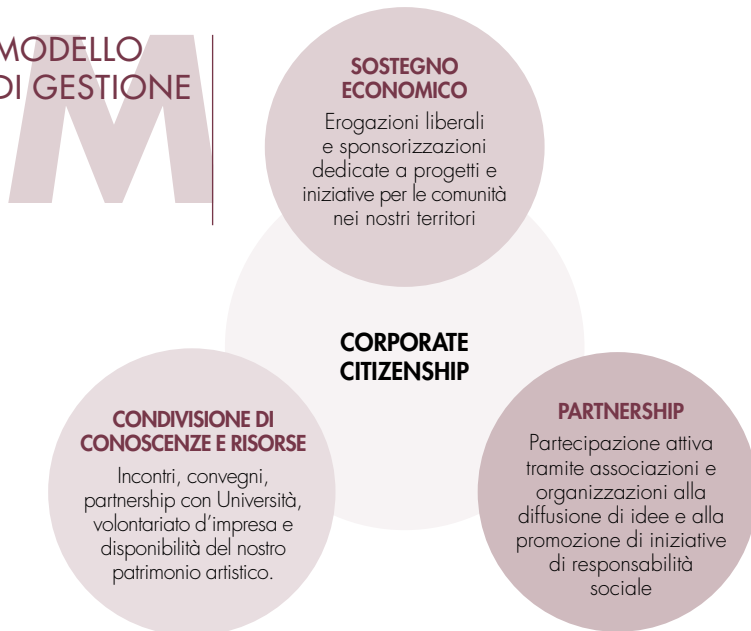 MODELLO
DI GESTIONE
M
SOSTEGNO
ECONOMICO
Erogazioni liberali
e sponsorizzazioni
dedicate a progetti e
iniziative per le comunità
nei nostri territori
CORPORATE
CITIZENSHIP
CONDIVISIONE DI
CONOSCENZE E RISORSE
Incontri, convegni,
partnership con Università,
volontariato d'impresa e
disponibilità del nostro
patrimonio artistico.
PARTNERSHIP
Partecipazione attiva
tramite associazioni e
organizzazioni alla
diffusione di idee e alla
promozione di iniziative
di responsabilità
sociale